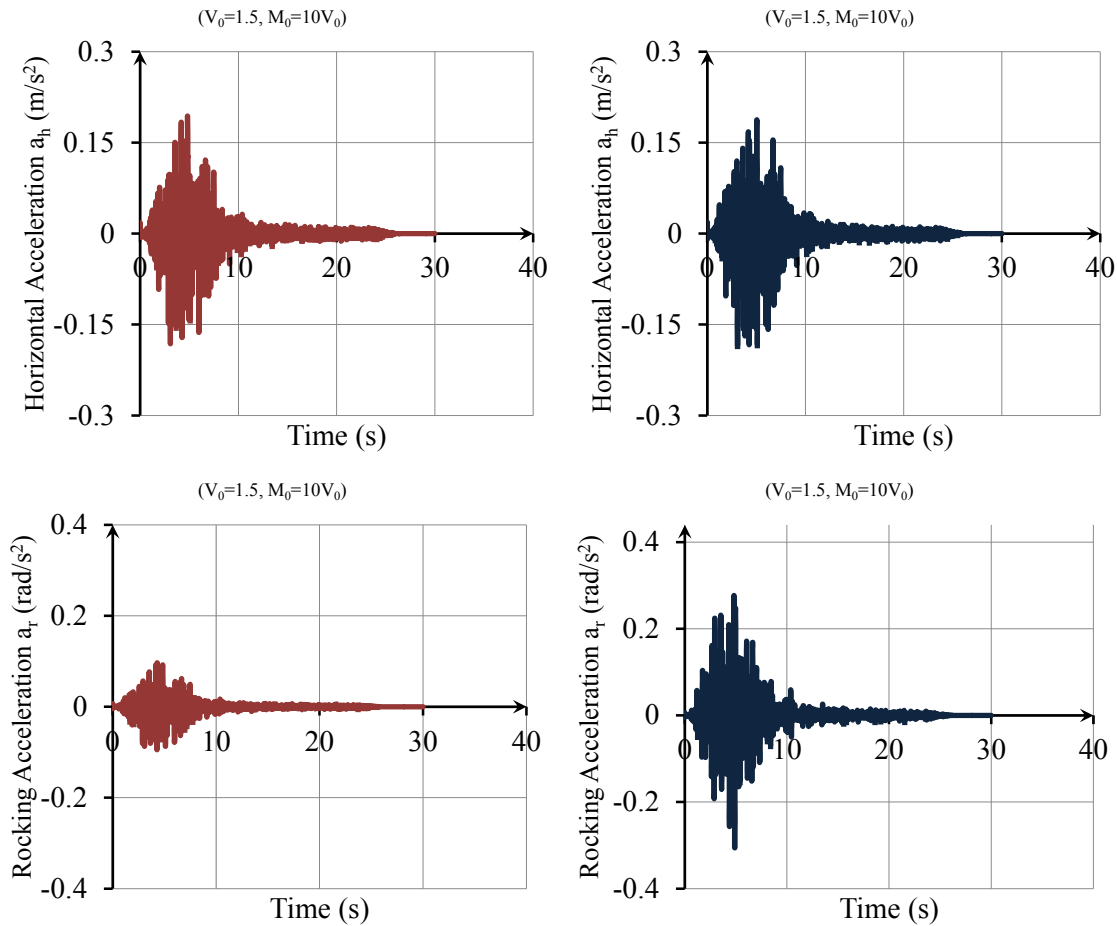 (V₀=1.5, M₀=10V₀)
Horizontal Acceleration aₕ (m/s²)
0.3
0.15
0
-0.15
-0.3
0 10 20 30 40
Time (s)
(V₀=1.5, M₀=10V₀)
Horizontal Acceleration aₕ (m/s²)
0.3
0.15
0
-0.15
-0.3
0 10 20 30 40
Time (s)
(V₀=1.5, M₀=10V₀)
Rocking Acceleration aᵣ (rad/s²)
0.4
0.2
0
-0.2
-0.4
0 10 20 30 40
Time (s)
(V₀=1.5, M₀=10V₀)
Rocking Acceleration aᵣ (rad/s²)
0.4
0.2
0
-0.2
-0.4
0 10 20 30 40
Time (s)